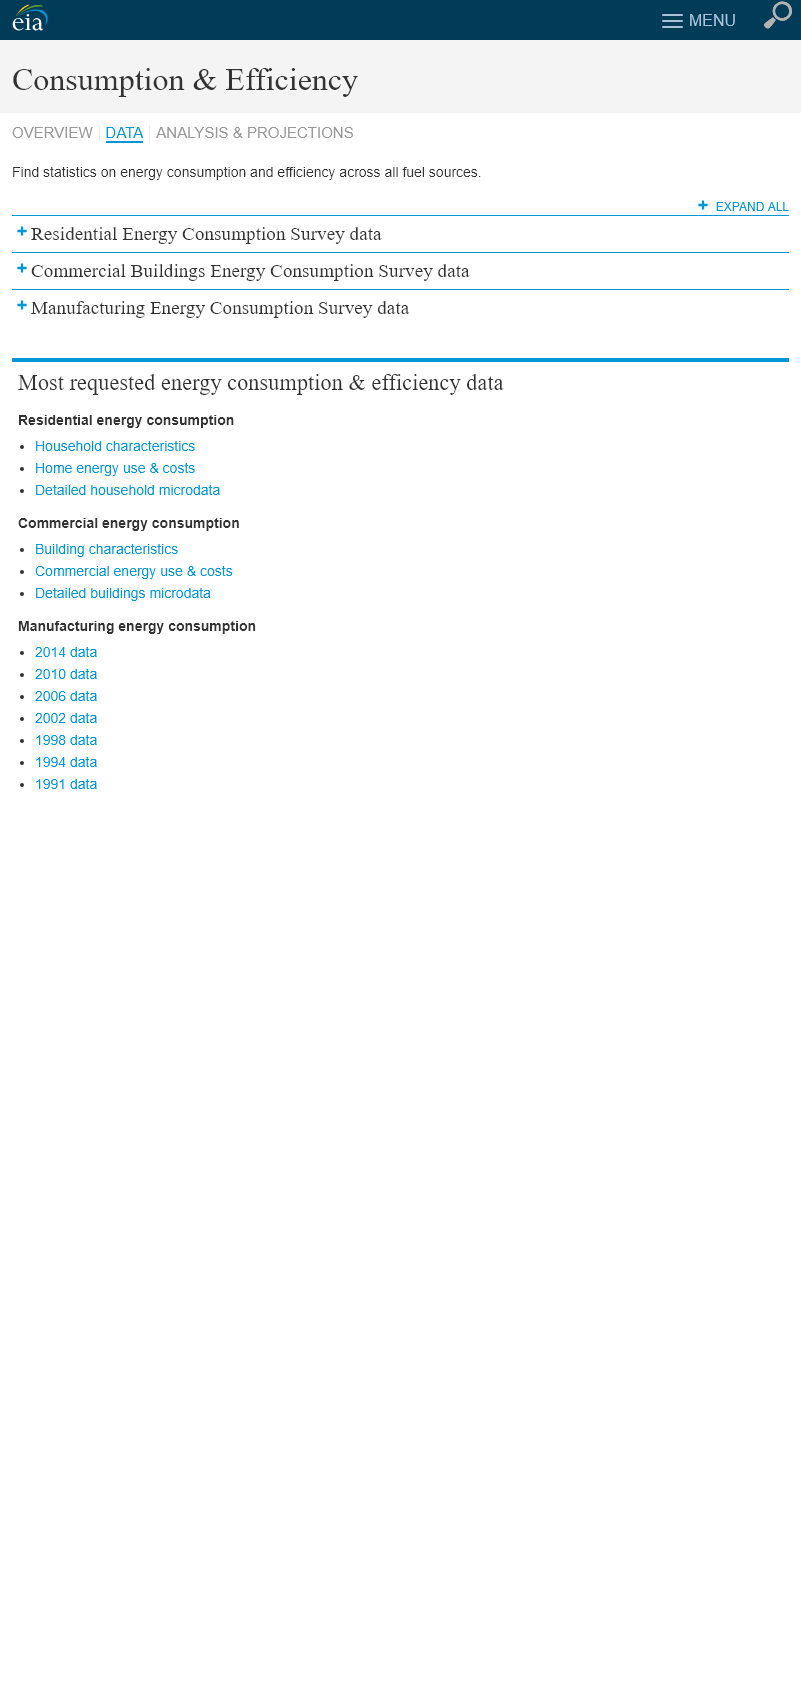 eia
MENU
Consumption & Efficiency
OVERVIEW DATA ANALYSIS & PROJECTIONS
Find statistics on energy consumption and efficiency across all fuel sources.
+ EXPAND ALL
+ Residential Energy Consumption Survey data
+ Commercial Buildings Energy Consumption Survey data
+ Manufacturing Energy Consumption Survey data
Most requested energy consumption & efficiency data
Residential energy consumption
• Household characteristics
• Home energy use & costs
• Detailed household microdata
Commercial energy consumption
• Building characteristics
• Commercial energy use & costs
• Detailed buildings microdata
Manufacturing energy consumption
• 2014 data
• 2010 data
• 2006 data
• 2002 data
• 1998 data
• 1994 data
• 1991 data